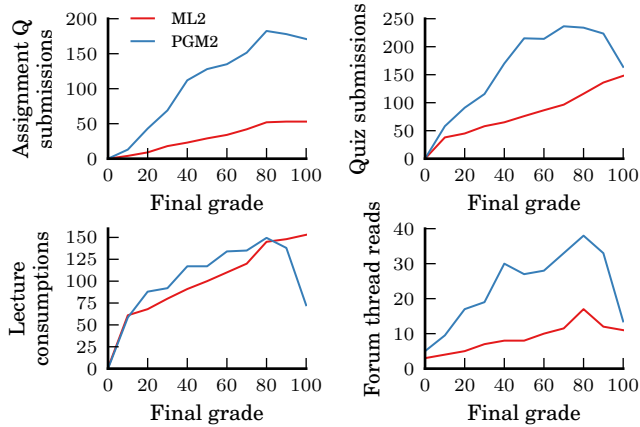 Assignment Q
submissions
200
150
100
50
0
ML2
PGM2
0 20 40 60 80 100
Final grade
Quiz submissions
250
200
150
100
50
0
0 20 40 60 80 100
Final grade
Lecture
consumptions
150
125
100
75
50
25
0
0 20 40 60 80 100
Final grade
Forum thread reads
40
30
20
10
0
0 20 40 60 80 100
Final grade